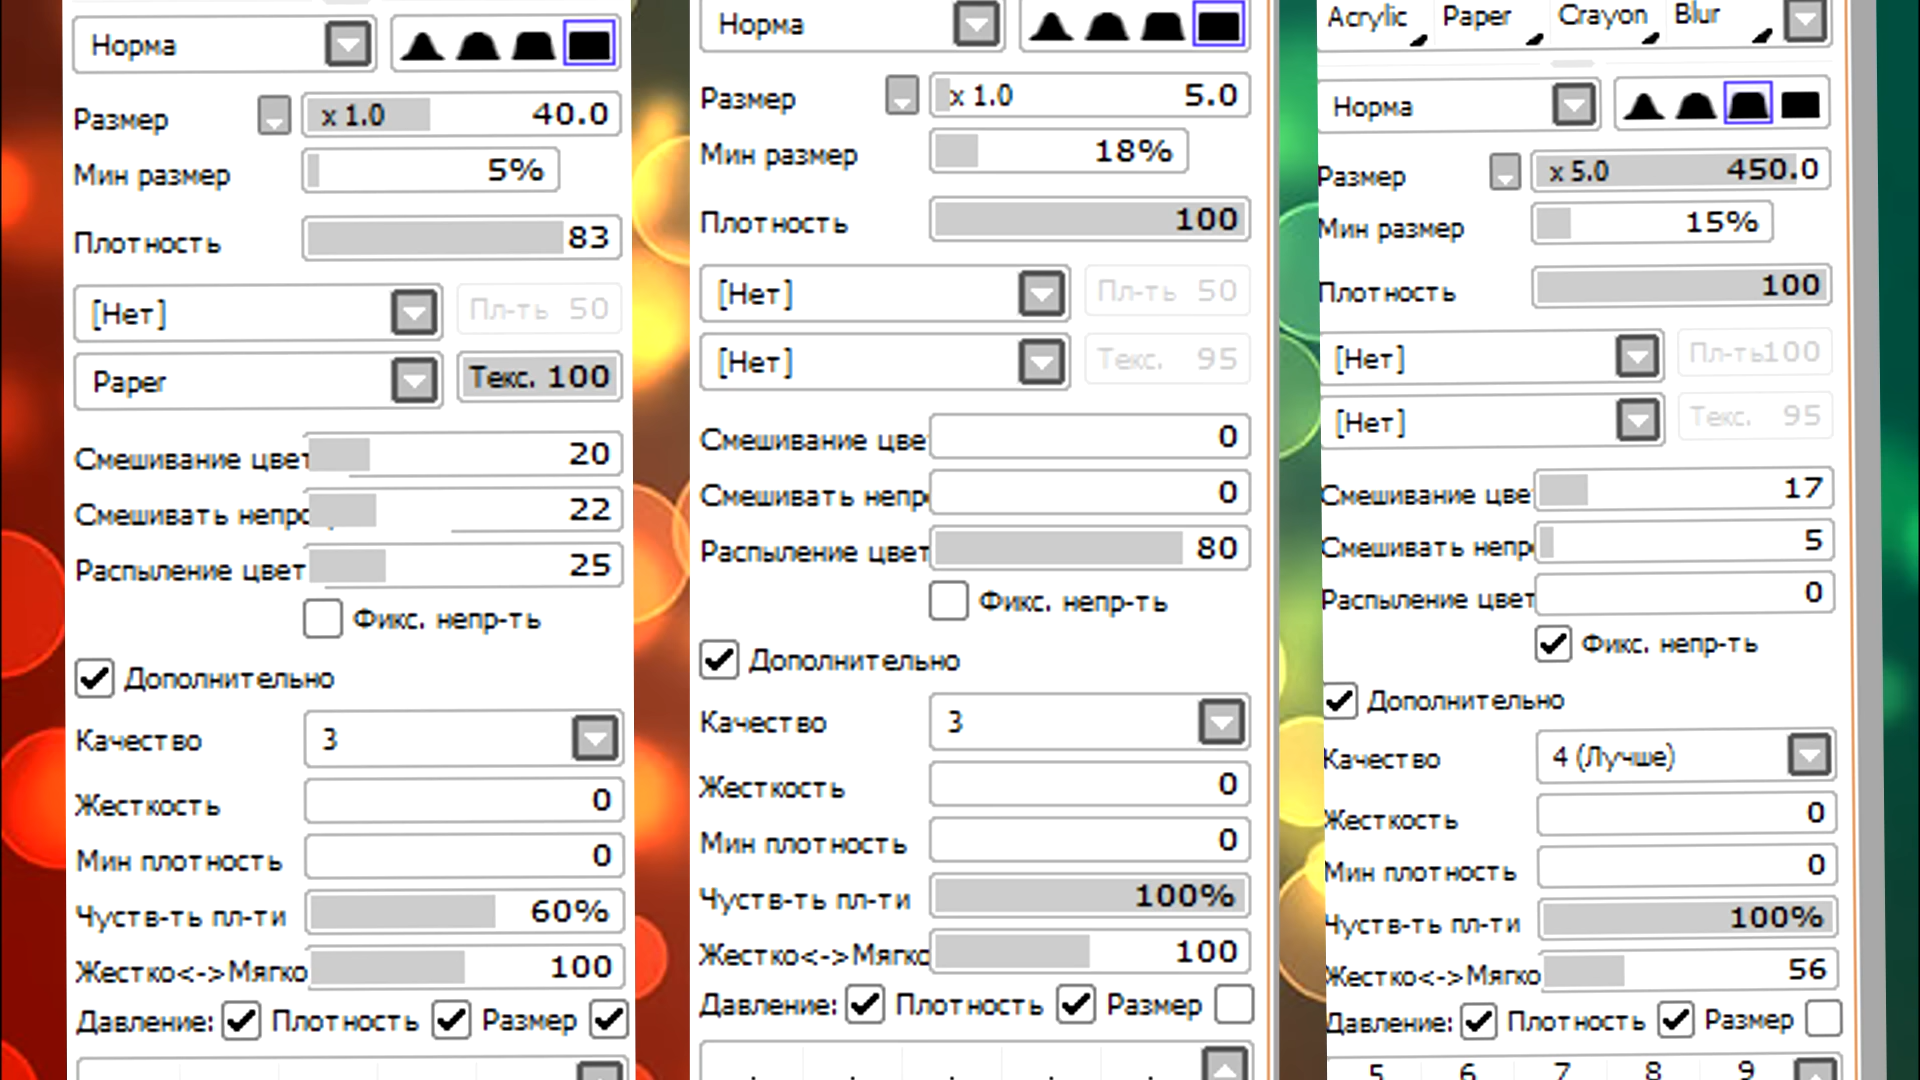 Норма
Размер x 1.0 40.0
Мин размер 5%
Плотность 83
[Нет] Пл-ть 50
Paper Текс. 100
Смешивание цвет 20
Смешивать непро 22
Распыление цвет 25
Фикс. непр-ть
Дополнительно
Качество 3
Жесткость 0
Мин плотность 0
Чуств-ть пл-ти 60%
Жестко<->Мягко 100
Давление: Плотность Размер
Норма
Размер x 1.0 5.0
Мин размер 18%
Плотность 100
[Нет] Пл-ть 50
[Нет] Текс. 95
Смешивание цве 0
Смешивать непр 0
Распыление цвет 80
Фикс. непр-ть
Дополнительно
Качество 3
Жесткость 0
Мин плотность 0
Чуств-ть пл-ти 100%
Жестко<->Мягко 100
Давление: Плотность Размер
Acrylic Paper Crayon Blur
Норма
Размер x 5.0 450.0
Мин размер 15%
Плотность 100
[Нет] Пл-ть100
[Нет] Текс. 95
Смешивание цве 17
Смешивать непр 5
Распыление цвет 0
Фикс. непр-ть
Дополнительно
Качество 4 (Лучше)
Жесткость 0
Мин плотность 0
Чуств-ть пл-ти 100%
Жестко<->Мягко 56
Давление: Плотность Размер
5 6 7 8 9